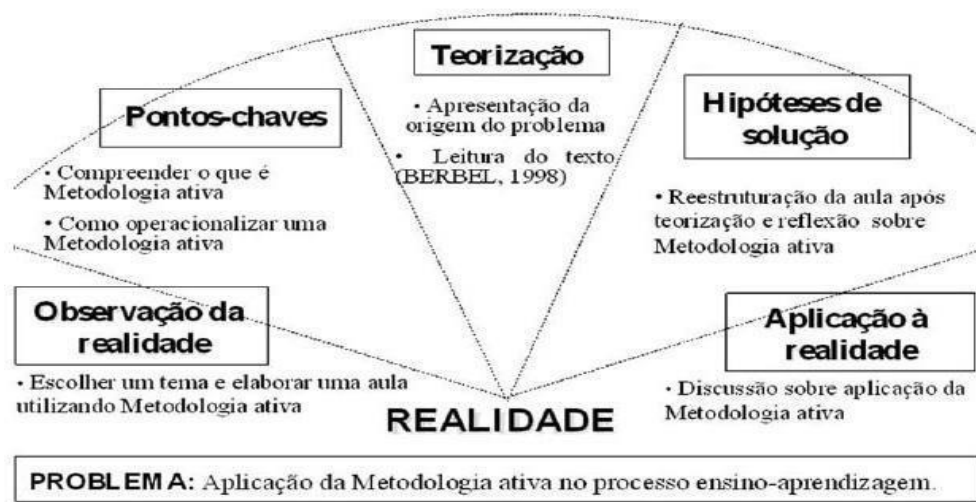 Teorização
• Apresentação da
origem do problema
• Leitura do texto
(BERBEL, 1998)
Pontos-chaves
• Compreender o que é
Metodologia ativa
• Como operacionalizar uma
Metodologia ativa
Hipóteses de
solução
• Reestruturação da aula após
teorização e reflexão sobre
Metodologia ativa
Observação da
realidade
• Escolher um tema e elaborar uma aula
utilizando Metodologia ativa
Aplicação à
realidade
• Discussão sobre aplicação da
Metodologia ativa
REALIDADE
PROBLEMA: Aplicação da Metodologia ativa no processo ensino-aprendizagem.